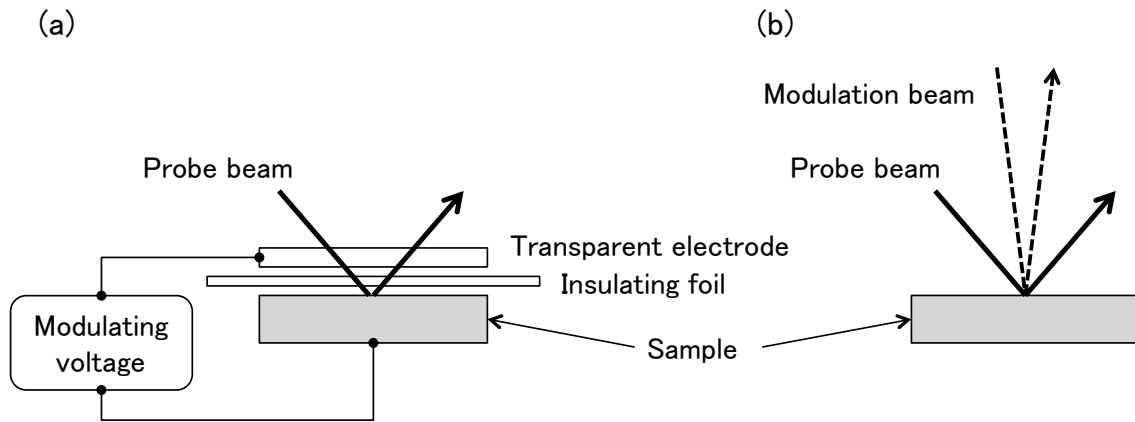 (a)
(b)
Modulation beam
Probe beam
Probe beam
Transparent electrode
Insulating foil
Modulating
voltage
Sample